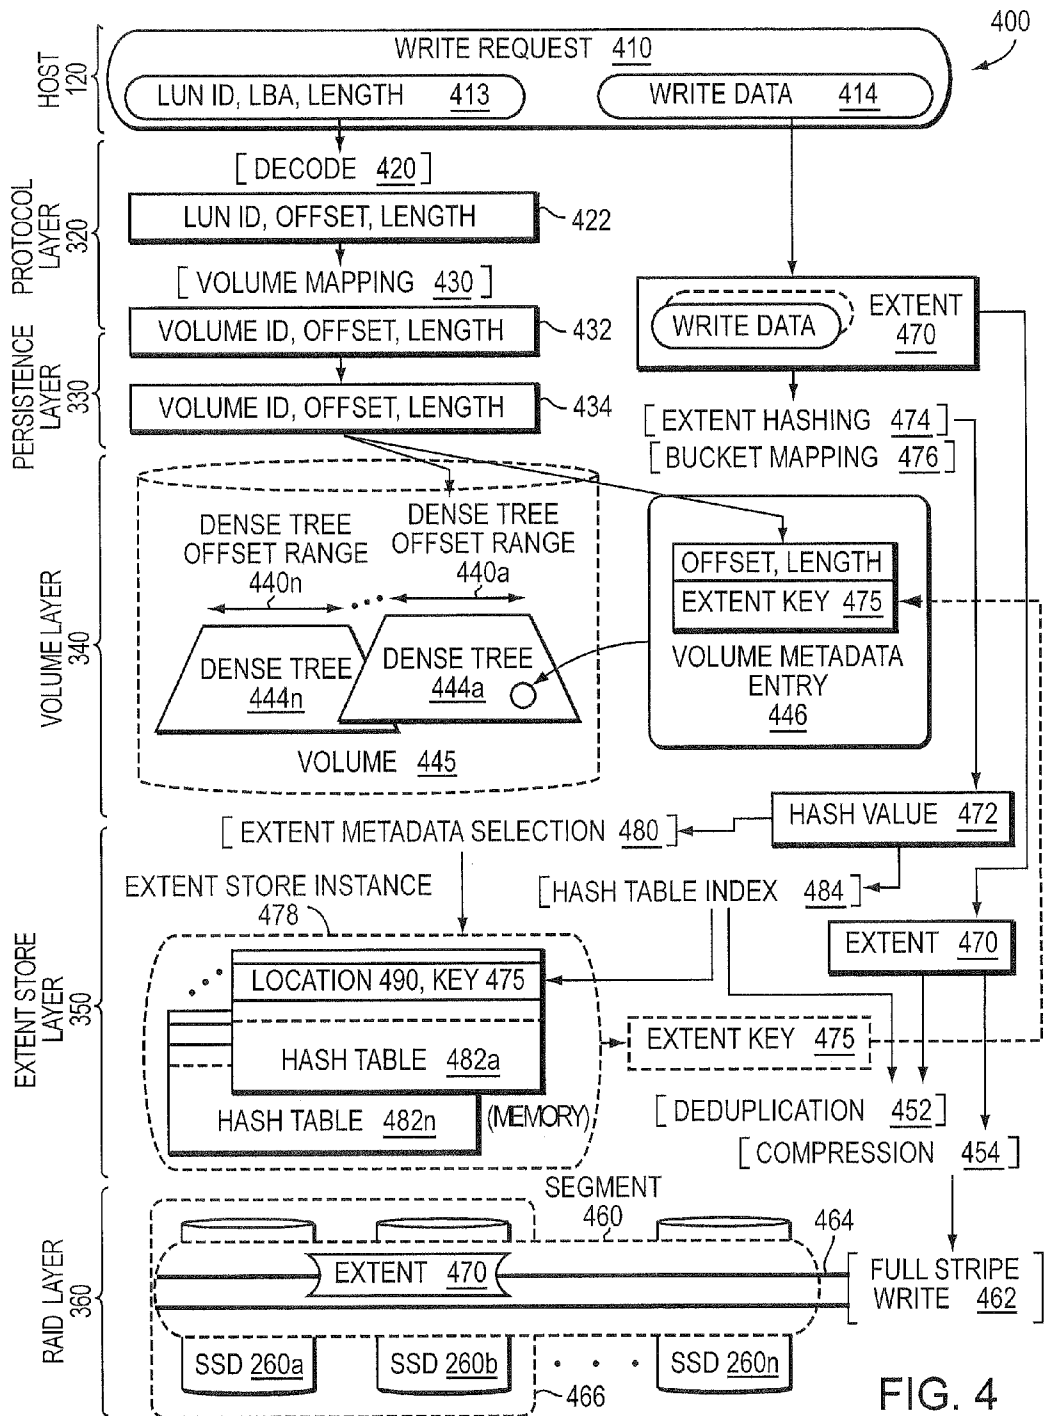 400
WRITE REQUEST 410
LUN ID, LBA, LENGTH 413
WRITE DATA 414
HOST
120
[DECODE 420]
LUN ID, OFFSET, LENGTH
422
[VOLUME MAPPING 430]
VOLUME ID, OFFSET, LENGTH
432
PROTOCOL
LAYER
320
WRITE DATA
EXTENT
470
VOLUME ID, OFFSET, LENGTH
434
PERSISTENCE
LAYER
330
[EXTENT HASHING 474]
[BUCKET MAPPING 476]
DENSE TREE
OFFSET RANGE
440n
DENSE TREE
OFFSET RANGE
440a
DENSE TREE
444n
DENSE TREE
444a
VOLUME 445
OFFSET, LENGTH
EXTENT KEY 475
VOLUME METADATA
ENTRY
446
VOLUME LAYER
340
HASH VALUE 472
[EXTENT METADATA SELECTION 480]
[HASH TABLE INDEX 484]
EXTENT STORE INSTANCE
478
EXTENT 470
LOCATION 490, KEY 475
HASH TABLE 482a
HASH TABLE 482n
(MEMORY)
EXTENT KEY 475
[DEDUPLICATION 452]
[COMPRESSION 454]
EXTENT STORE
LAYER
350
SEGMENT
460
464
EXTENT 470
[FULL STRIPE
WRITE 462]
SSD 260a
SSD 260b
. . .
SSD 260n
466
RAID LAYER
360
FIG. 4